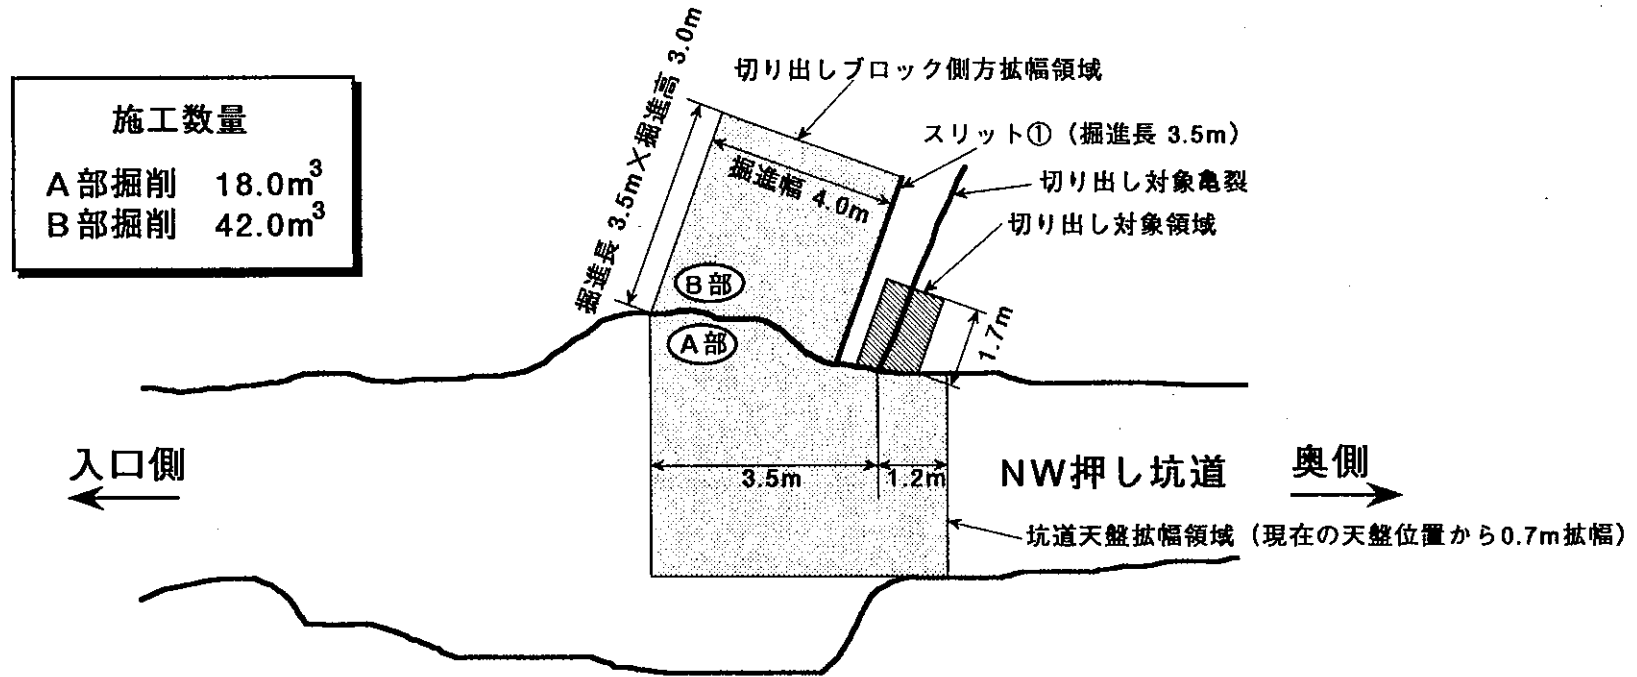 施工数量
A部掘削 18.0m³
B部掘削 42.0m³
掘進長 3.5m×掘進高 3.0m
切り出しブロック側方拡幅領域
スリット①（掘進長 3.5m）
掘進幅 4.0m
切り出し対象亀裂
切り出し対象領域
B部
A部
1.7m
入口側
3.5m
1.2m
NW押し坑道
奥側
坑道天盤拡幅領域（現在の天盤位置から0.7m拡幅）